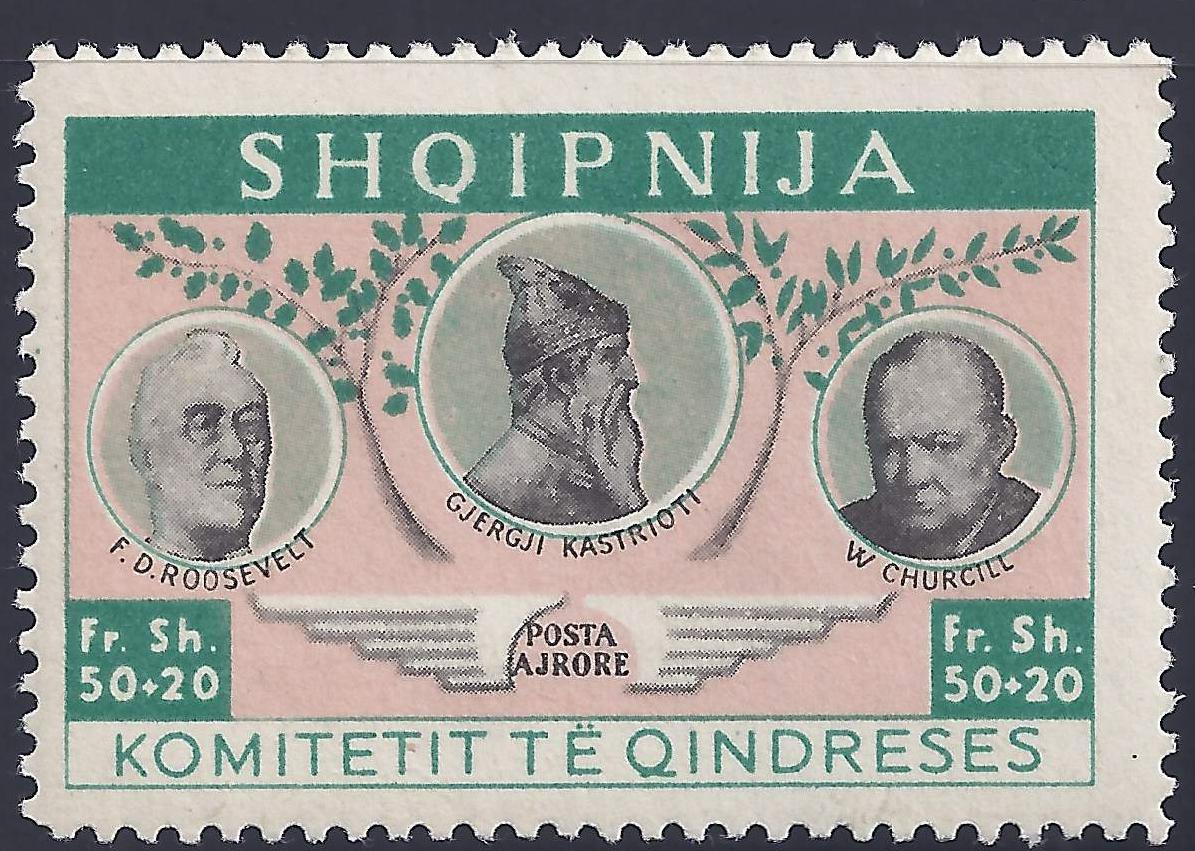 SHQIPNIJA
F. D. ROOSEVELT
GJERGJI KASTRIOTI
W CHURCILL
Fr. Sh.
50+20
POSTA
AJRORE
Fr. Sh.
50+20
KOMITETIT TË QINDRESES